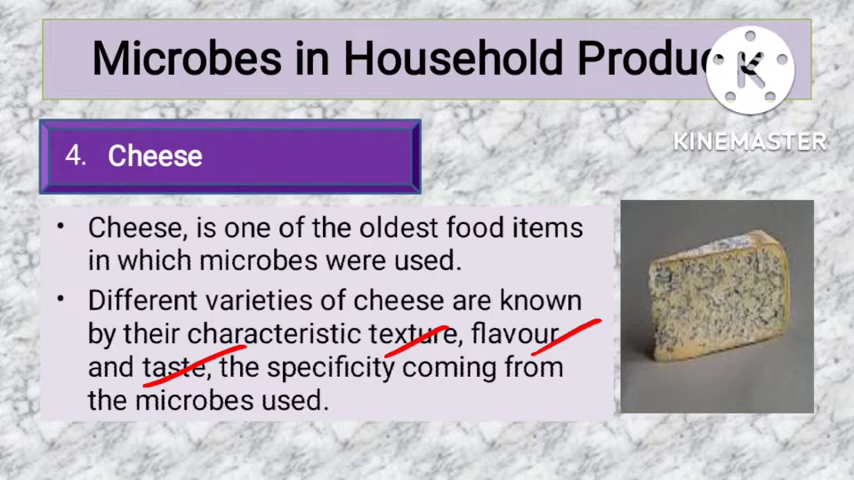 Microbes in Household Products
K
KINEMASTER
4. Cheese
• Cheese, is one of the oldest food items
in which microbes were used.
• Different varieties of cheese are known
by their characteristic texture, flavour
and taste, the specificity coming from
the microbes used.